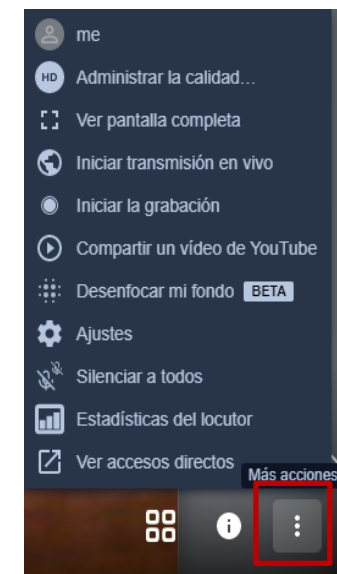 me
HD Administrar la calidad...
Ver pantalla completa
Iniciar transmisión en vivo
Iniciar la grabación
Compartir un vídeo de YouTube
Desenfocar mi fondo BETA
Ajustes
Silenciar a todos
Estadísticas del locutor
Ver accesos directos
Más acciones